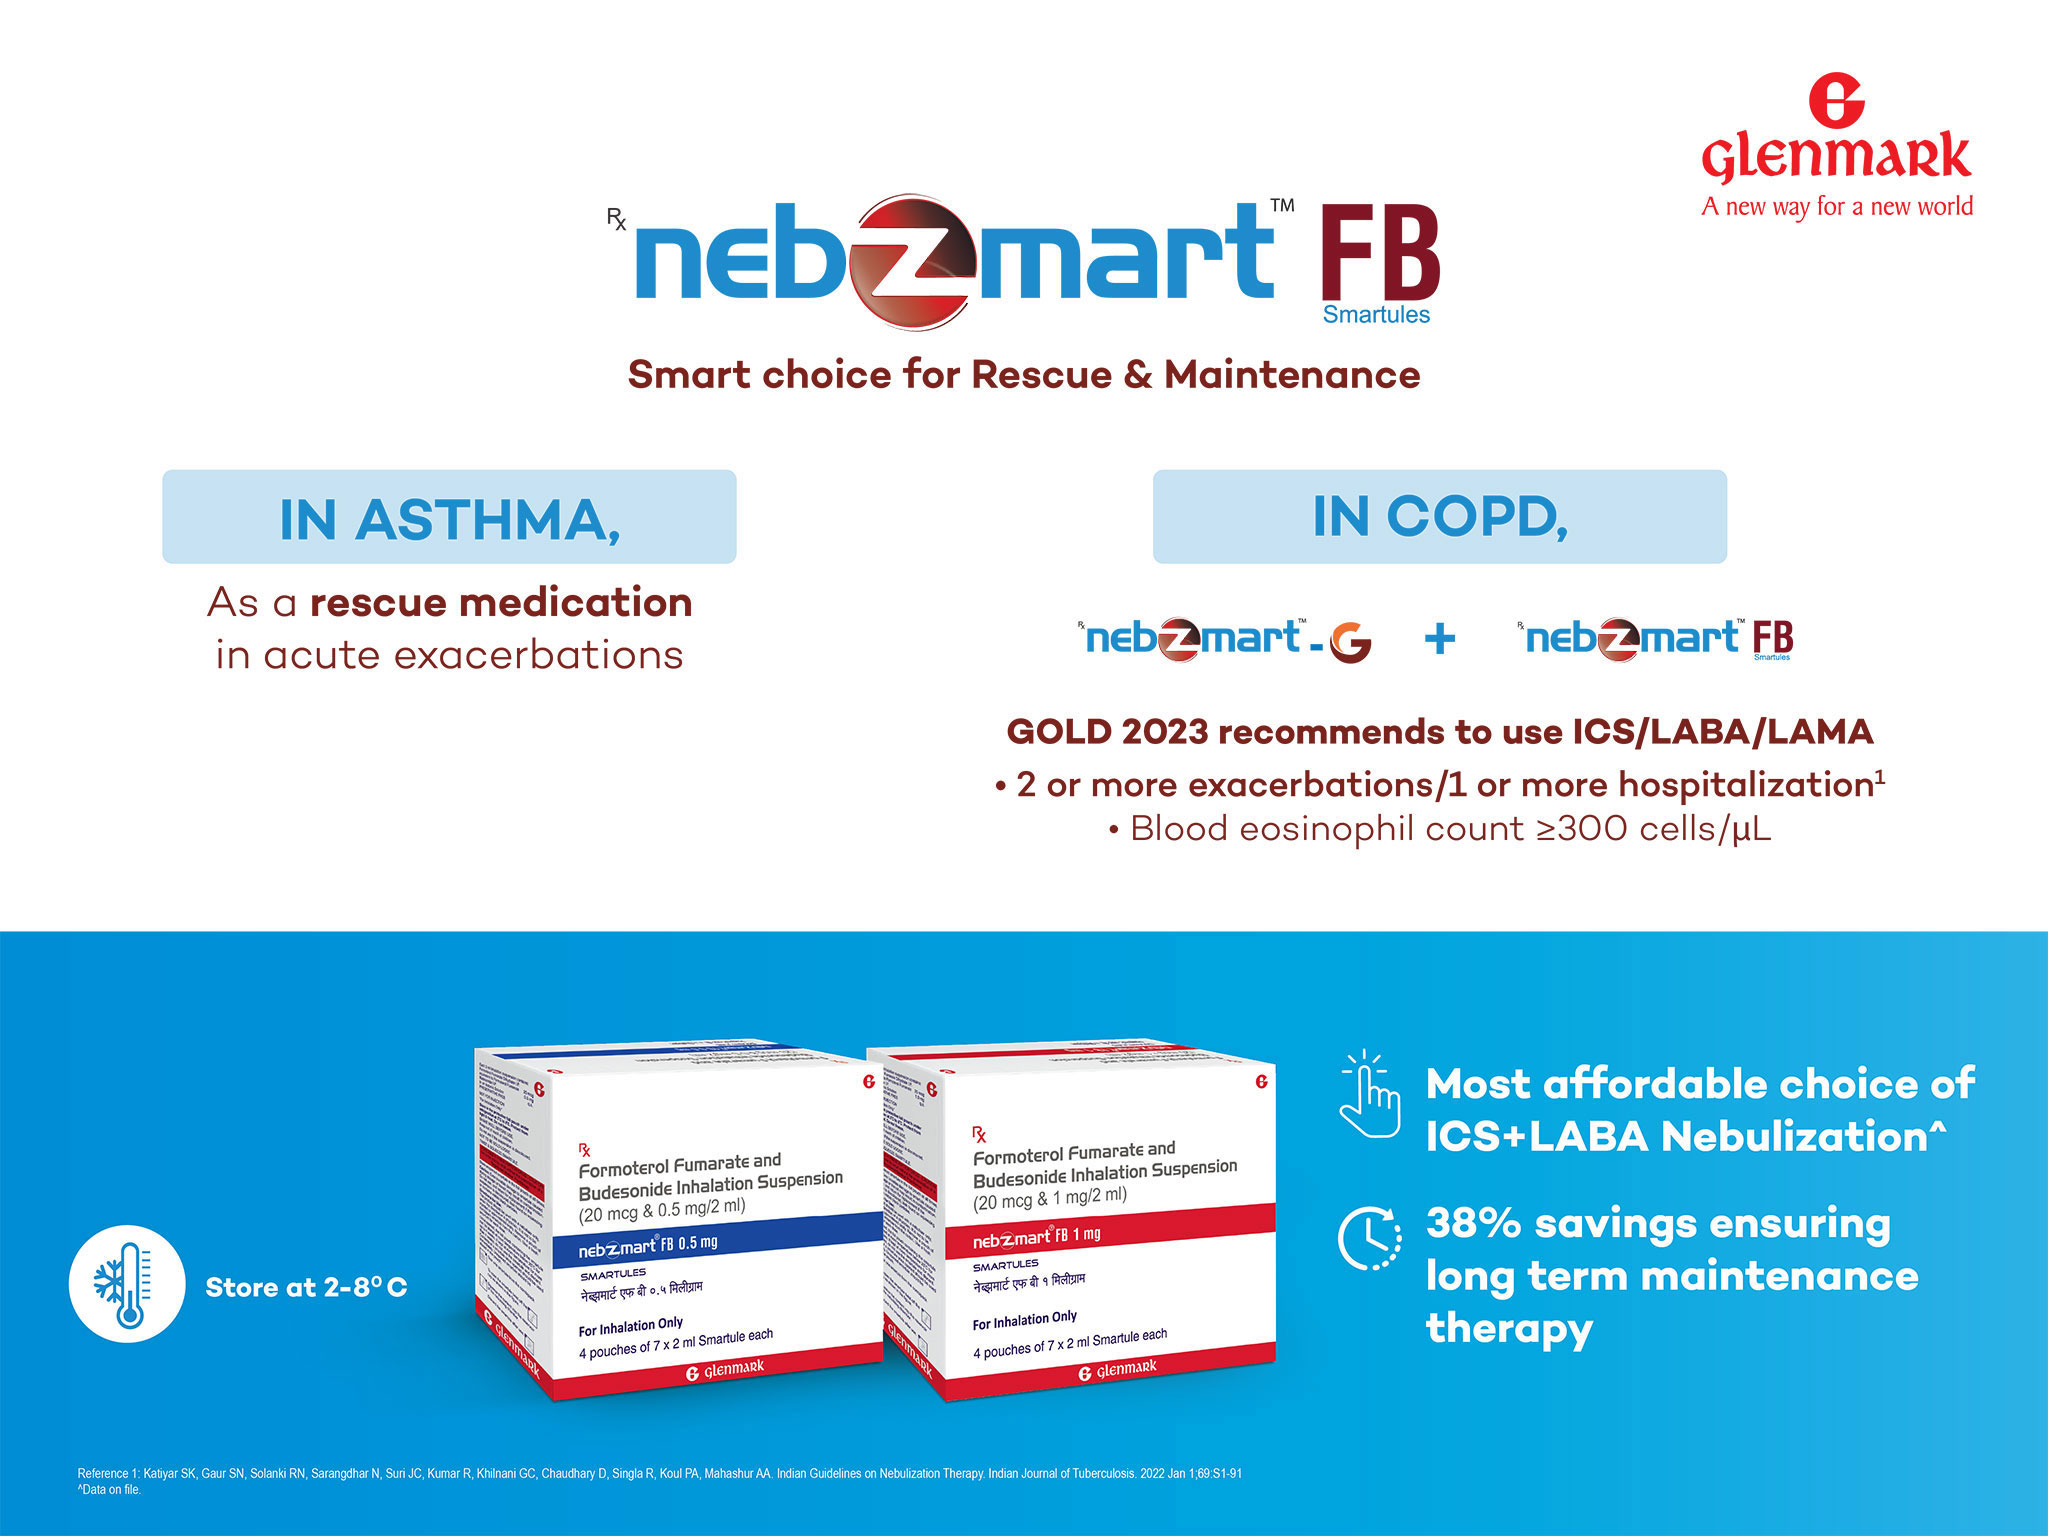 glenmark
A new way for a new world
Rx nebzmart™ FB
Smartules
Smart choice for Rescue & Maintenance
IN ASTHMA,
As a rescue medication
in acute exacerbations
IN COPD,
Rx nebzmart™-G + Rx nebzmart™ FB
Smartules
GOLD 2023 recommends to use ICS/LABA/LAMA
• 2 or more exacerbations/1 or more hospitalization¹
• Blood eosinophil count ≥300 cells/µL
Store at 2-8⁰ C
Rx
Formoterol Fumarate and
Budesonide Inhalation Suspension
(20 mcg & 0.5 mg/2 ml)
nebzmart® FB 0.5 mg
SMARTULES
नेब्झमार्ट एफ बी ०.५ मिलीग्राम
For Inhalation Only
4 pouches of 7 x 2 ml Smartule each
glenmark
glenmark
Rx
Formoterol Fumarate and
Budesonide Inhalation Suspension
(20 mcg & 1 mg/2 ml)
nebzmart® FB 1 mg
SMARTULES
नेब्झमार्ट एफ बी १ मिलीग्राम
For Inhalation Only
4 pouches of 7 x 2 ml Smartule each
glenmark
glenmark
Most affordable choice of
ICS+LABA Nebulization^
38% savings ensuring
long term maintenance
therapy
Reference 1: Katiyar SK, Gaur SN, Solanki RN, Sarangdhar N, Suri JC, Kumar R, Khilnani GC, Chaudhary D, Singla R, Koul PA, Mahashur AA. Indian Guidelines on Nebulization Therapy. Indian Journal of Tuberculosis. 2022 Jan 1;69:S1-91
^Data on file.